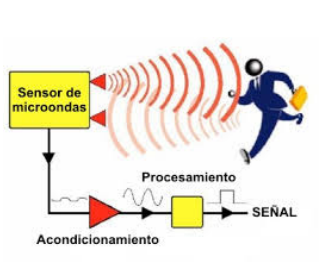 Sensor de
microondas
Procesamiento
SEÑAL
Acondicionamiento